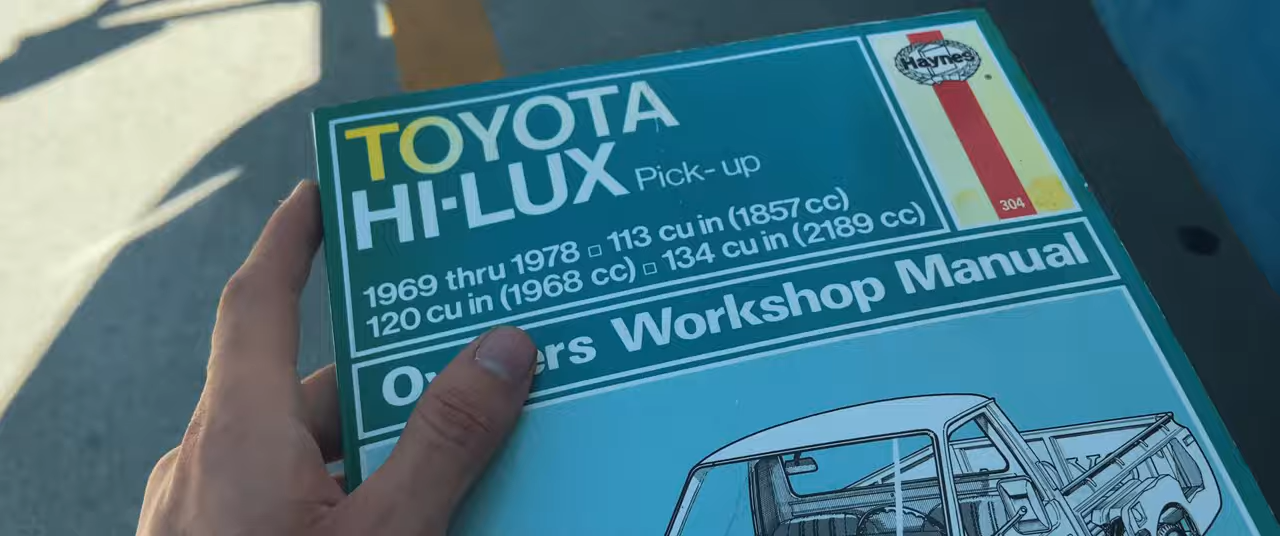 TOYOTA
HI-LUX Pick-up
1969 thru 1978 □ 113 cu in (1857 cc)
120 cu in (1968 cc) □ 134 cu in (2189 cc)
Workshop Manual
Haynes
304